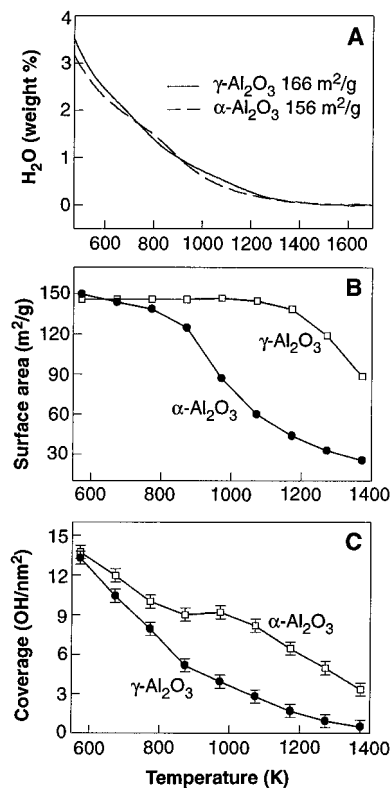 A
4
3
2
1
0
H₂O (weight %)
γ-Al₂O₃ 166 m²/g
α-Al₂O₃ 156 m²/g
600 800 1000 1200 1400 1600
B
150
120
90
60
30
Surface area (m²/g)
γ-Al₂O₃
α-Al₂O₃
600 800 1000 1200 1400
C
15
12
9
6
3
0
Coverage (OH/nm²)
α-Al₂O₃
γ-Al₂O₃
600 800 1000 1200 1400
Temperature (K)